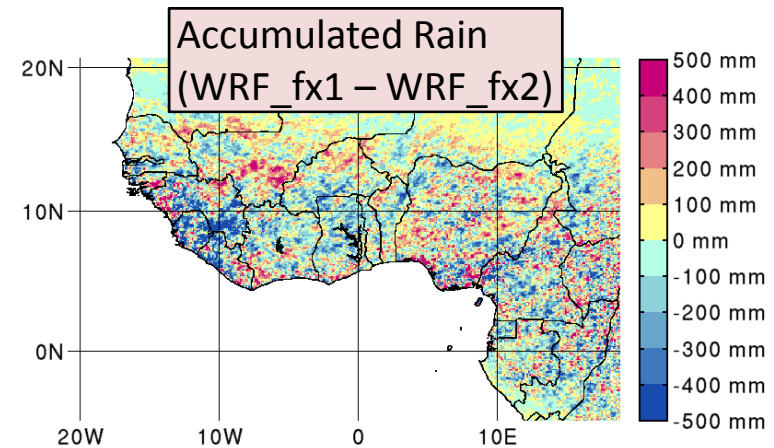 Accumulated Rain
(WRF_fx1 – WRF_fx2)
20N
10N
0N
20W
10W
0
10E
500 mm
400 mm
300 mm
200 mm
100 mm
0 mm
-100 mm
-200 mm
-300 mm
-400 mm
-500 mm